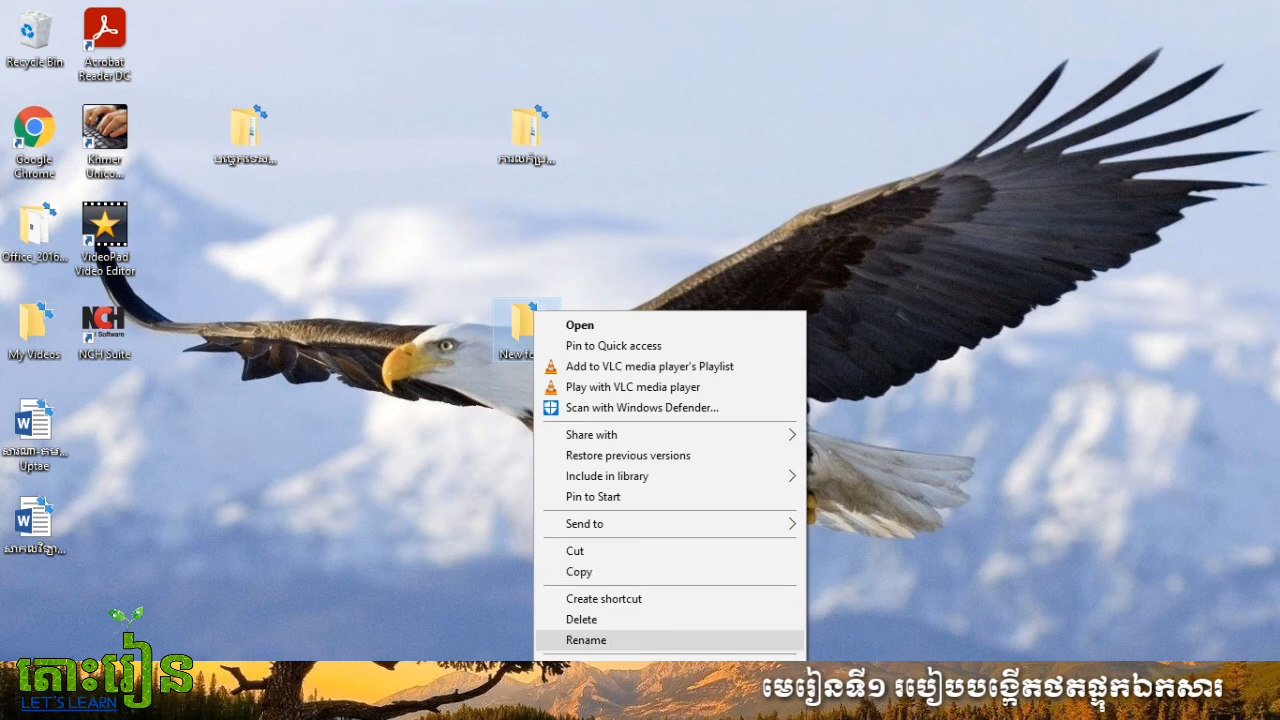 Recycle Bin
Acrobat
Reader DC
Google
Chrome
Khmer
Unico...
Office_2016...
VideoPad
Video Editor
My Videos
NCH
Software
NCH Suite
Uptae
Open
Pin to Quick access
Add to VLC media player's Playlist
Play with VLC media player
Scan with Windows Defender...
Share with
Restore previous versions
Include in library
Pin to Start
Send to
Cut
Copy
Create shortcut
Delete
Rename
តោះរៀន
LET'S LEARN
មេរៀនទី១ របៀបបង្កើតថតផ្ទុកឯកសារ